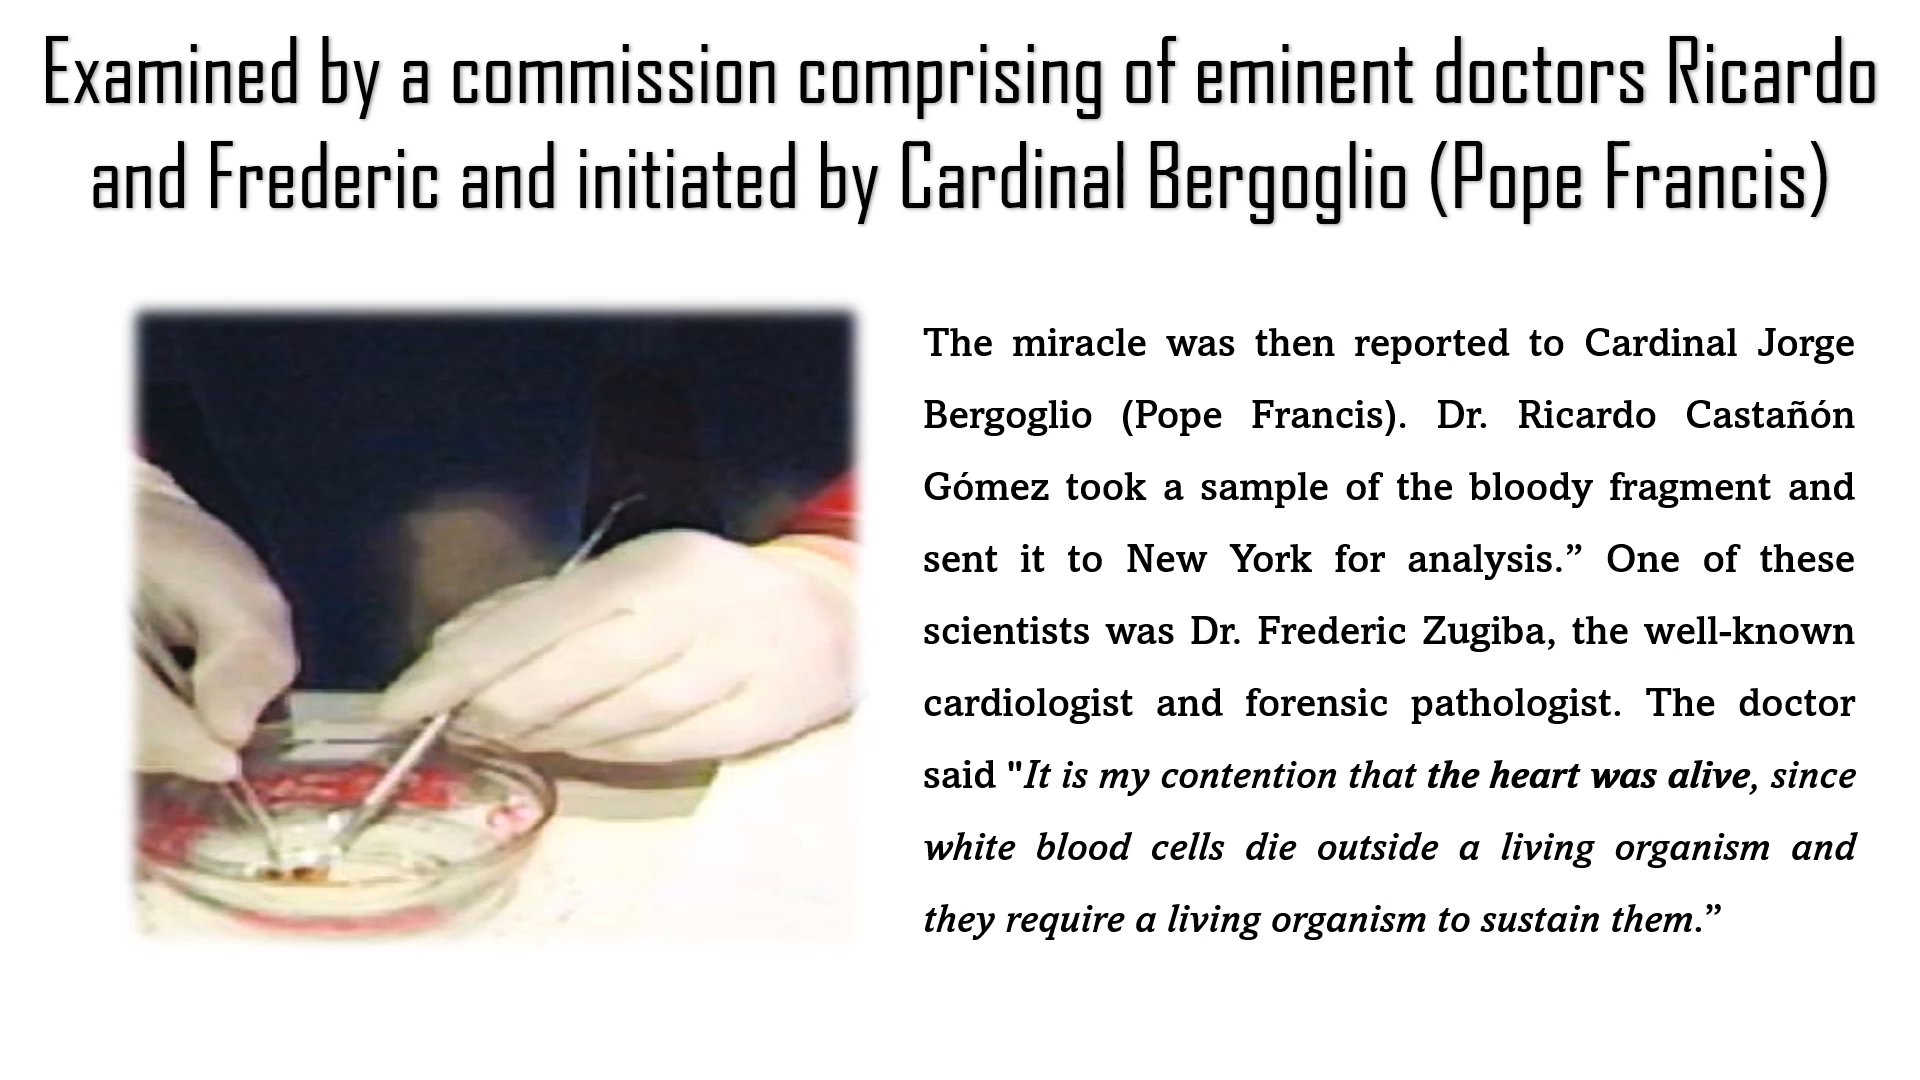 Examined by a commission comprising of eminent doctors Ricardo
and Frederic and initiated by Cardinal Bergoglio (Pope Francis)
The miracle was then reported to Cardinal Jorge
Bergoglio (Pope Francis). Dr. Ricardo Castañón
Gómez took a sample of the bloody fragment and
sent it to New York for analysis.” One of these
scientists was Dr. Frederic Zugiba, the well-known
cardiologist and forensic pathologist. The doctor
said "It is my contention that the heart was alive, since
white blood cells die outside a living organism and
they require a living organism to sustain them.”